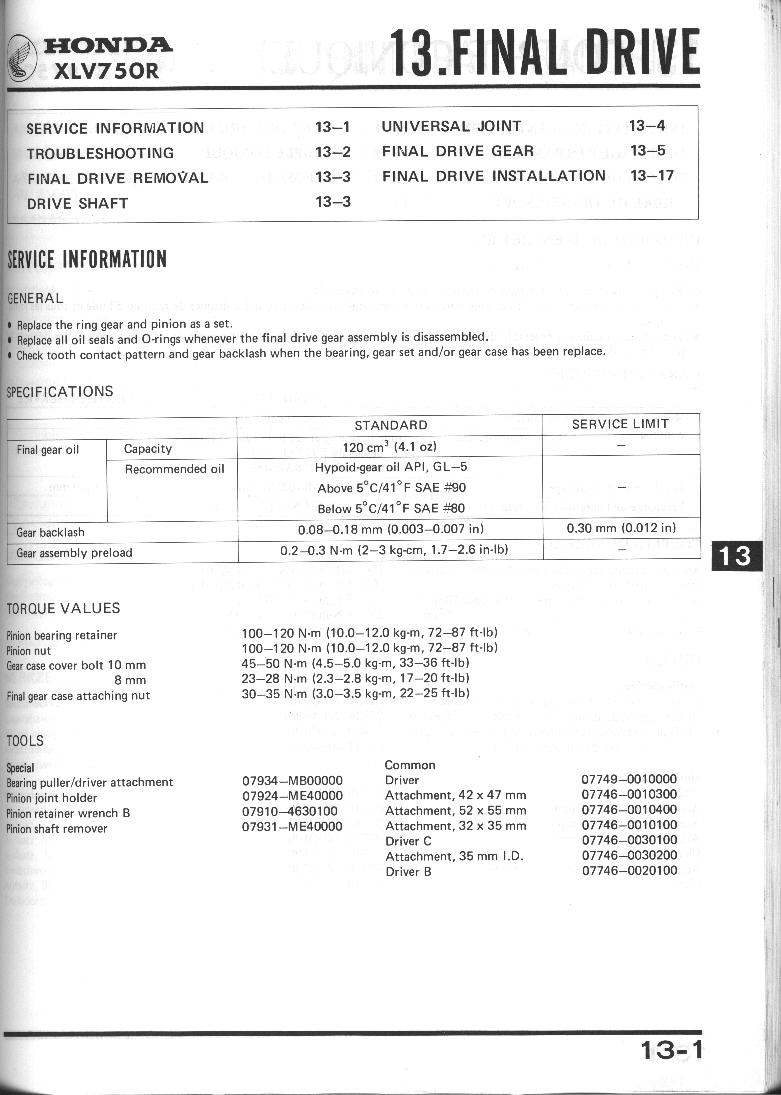 HONDA
XLV750R
13.FINAL DRIVE
SERVICE INFORMATION 13–1
TROUBLESHOOTING 13–2
FINAL DRIVE REMOVAL 13–3
DRIVE SHAFT 13–3
UNIVERSAL JOINT 13–4
FINAL DRIVE GEAR 13–5
FINAL DRIVE INSTALLATION 13–17
SERVICE INFORMATION
GENERAL
• Replace the ring gear and pinion as a set.
• Replace all oil seals and O-rings whenever the final drive gear assembly is disassembled.
• Check tooth contact pattern and gear backlash when the bearing, gear set and/or gear case has been replace.
SPECIFICATIONS
STANDARD SERVICE LIMIT
Final gear oil Capacity 120 cm³ (4.1 oz) –
Recommended oil Hypoid-gear oil API, GL–5
Above 5°C/41°F SAE #90 –
Below 5°C/41°F SAE #80
Gear backlash 0.08–0.18 mm (0.003–0.007 in) 0.30 mm (0.012 in)
Gear assembly preload 0.2–0.3 N·m (2–3 kg-cm, 1.7–2.6 in-lb) –
13
TORQUE VALUES
Pinion bearing retainer 100–120 N·m (10.0–12.0 kg-m, 72–87 ft-lb)
Pinion nut 100–120 N·m (10.0–12.0 kg-m, 72–87 ft-lb)
Gear case cover bolt 10 mm 45–50 N·m (4.5–5.0 kg-m, 33–36 ft-lb)
8 mm 23–28 N·m (2.3–2.8 kg-m, 17–20 ft-lb)
Final gear case attaching nut 30–35 N·m (3.0–3.5 kg-m, 22–25 ft-lb)
TOOLS
Special
Bearing puller/driver attachment 07934–MB00000
Pinion joint holder 07924–ME40000
Pinion retainer wrench B 07910–4630100
Pinion shaft remover 07931–ME40000
Common
Driver 07749–0010000
Attachment, 42 x 47 mm 07746–0010300
Attachment, 52 x 55 mm 07746–0010400
Attachment, 32 x 35 mm 07746–0010100
Driver C 07746–0030100
Attachment, 35 mm I.D. 07746–0030200
Driver B 07746–0020100
13-1